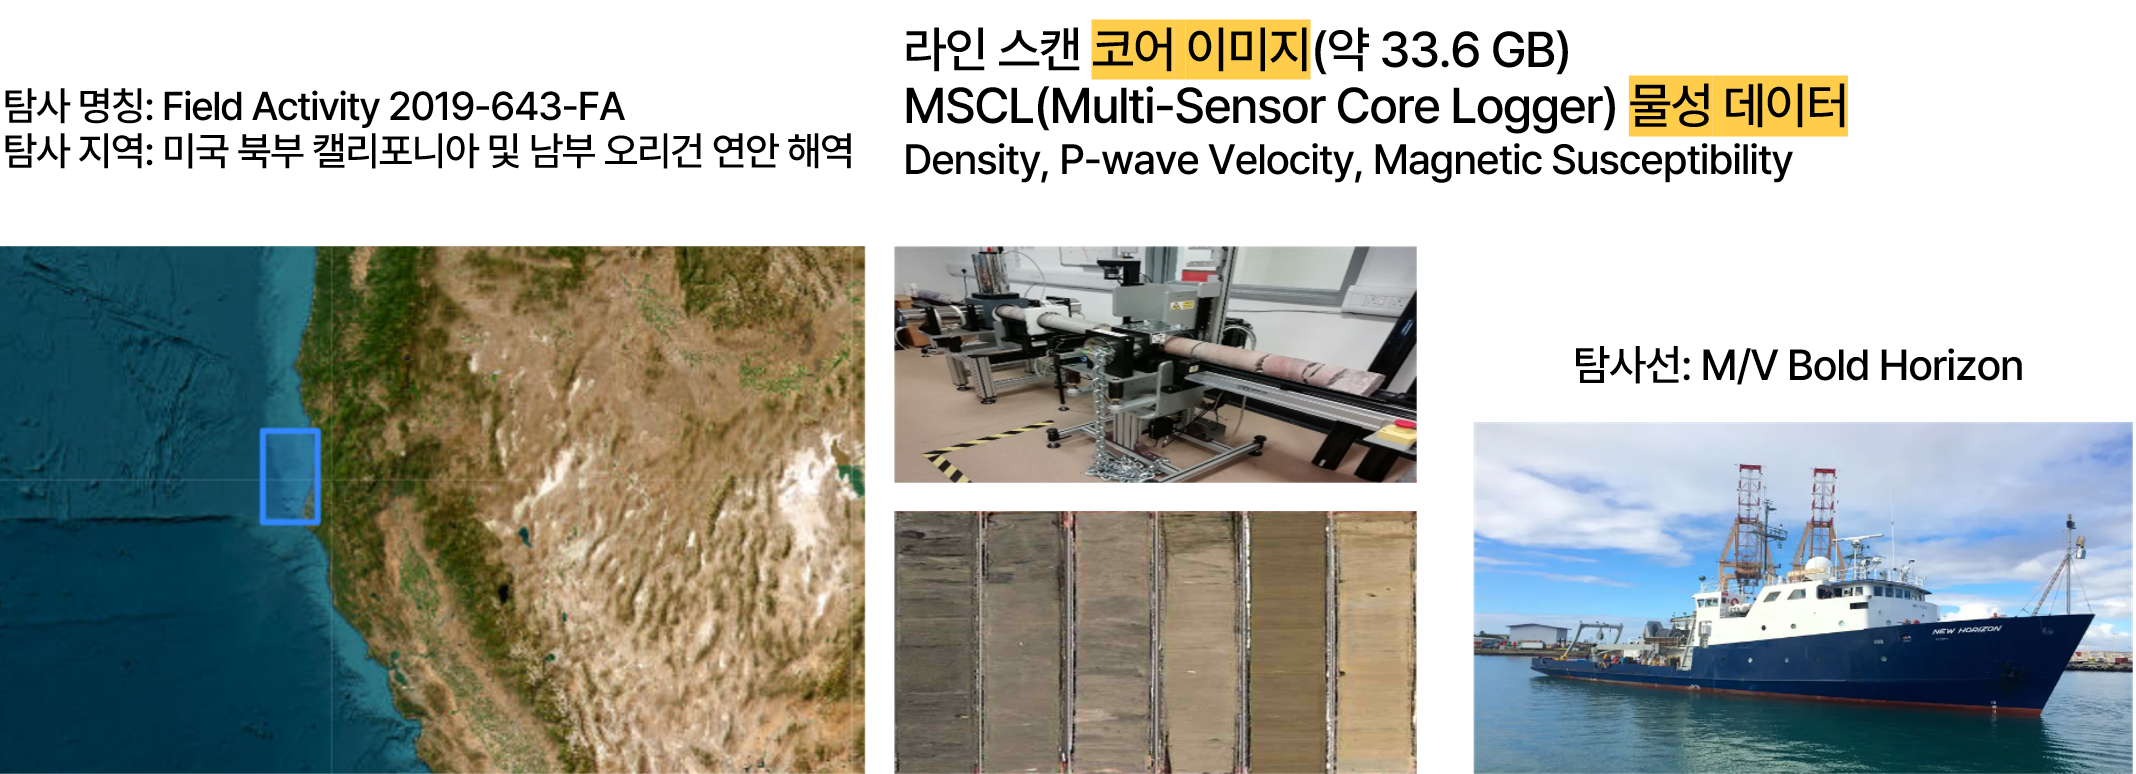 탐사 명칭: Field Activity 2019-643-FA
탐사 지역: 미국 북부 캘리포니아 및 남부 오리건 연안 해역
라인 스캔 코어 이미지(약 33.6 GB)
MSCL(Multi-Sensor Core Logger) 물성 데이터
Density, P-wave Velocity, Magnetic Susceptibility
탐사선: M/V Bold Horizon
NEW HORIZON